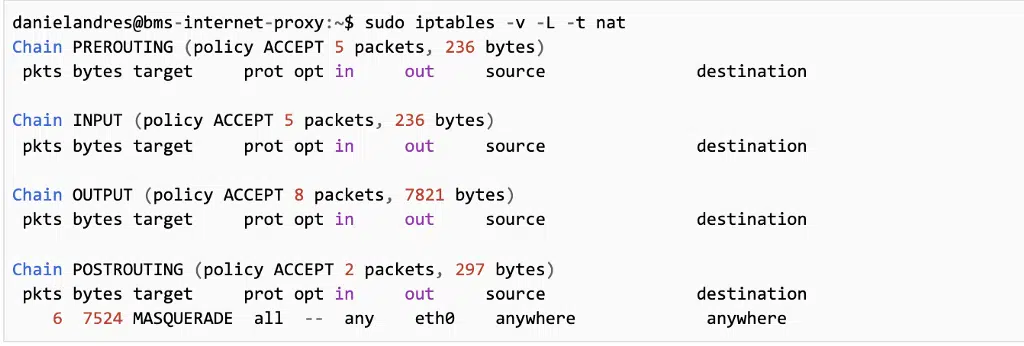 danielandres@bms-internet-proxy:~$ sudo iptables -v -L -t nat
Chain PREROUTING (policy ACCEPT 5 packets, 236 bytes)
pkts bytes target prot opt in out source destination
Chain INPUT (policy ACCEPT 5 packets, 236 bytes)
pkts bytes target prot opt in out source destination
Chain OUTPUT (policy ACCEPT 8 packets, 7821 bytes)
pkts bytes target prot opt in out source destination
Chain POSTROUTING (policy ACCEPT 2 packets, 297 bytes)
pkts bytes target prot opt in out source destination
6 7524 MASQUERADE all -- any eth0 anywhere anywhere